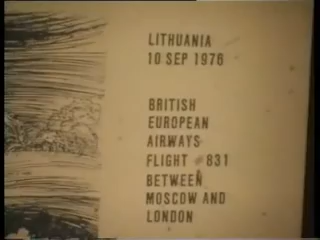 LITHUANIA
10 SEP 1976
BRITISH
EUROPEAN
AIRWAYS
FLIGHT #831
BETWEEN
MOSCOW AND
LONDON